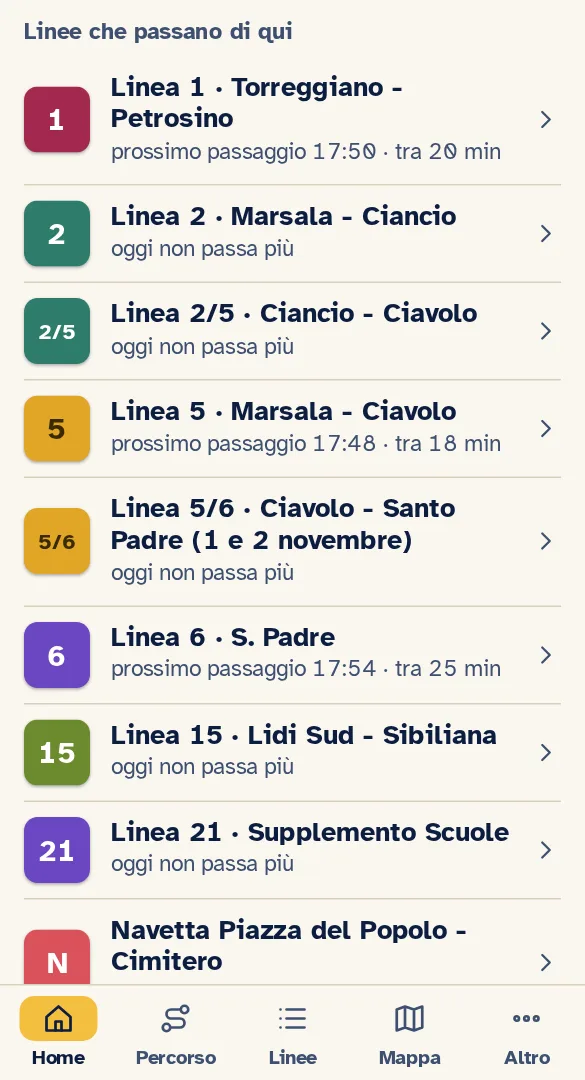 Linee che passano di qui
1
Linea 1 · Torreggiano -
Petrosino
prossimo passaggio 17:50 · tra 20 min
2
Linea 2 · Marsala - Ciancio
oggi non passa più
2/5
Linea 2/5 · Ciancio - Ciavolo
oggi non passa più
5
Linea 5 · Marsala - Ciavolo
prossimo passaggio 17:48 · tra 18 min
5/6
Linea 5/6 · Ciavolo - Santo
Padre (1 e 2 novembre)
oggi non passa più
6
Linea 6 · S. Padre
prossimo passaggio 17:54 · tra 25 min
15
Linea 15 · Lidi Sud - Sibiliana
oggi non passa più
21
Linea 21 · Supplemento Scuole
oggi non passa più
N
Navetta Piazza del Popolo -
Cimitero
Home
Percorso
Linee
Mappa
Altro